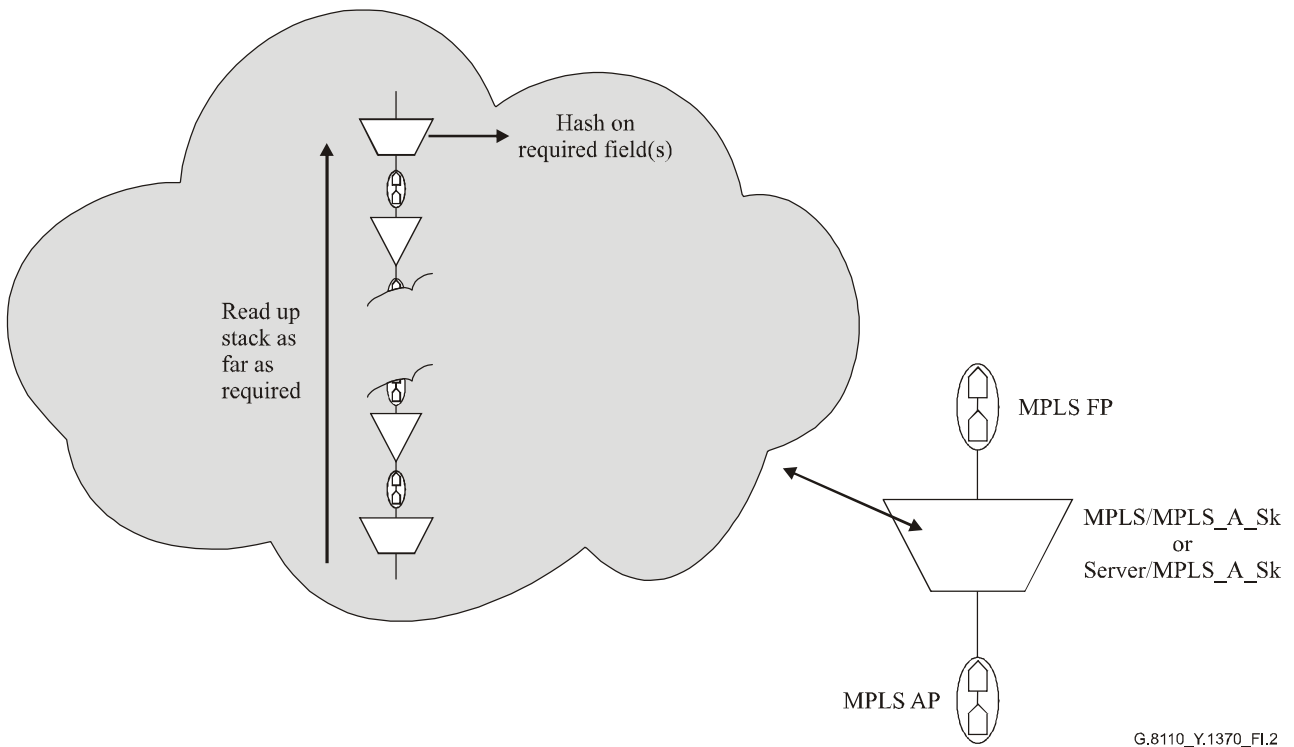 Hash on
required field(s)
Read up
stack as
far as
required
MPLS FP
MPLS/MPLS_A_Sk
or
Server/MPLS_A_Sk
MPLS AP
G.8110_Y.1370_FI.2